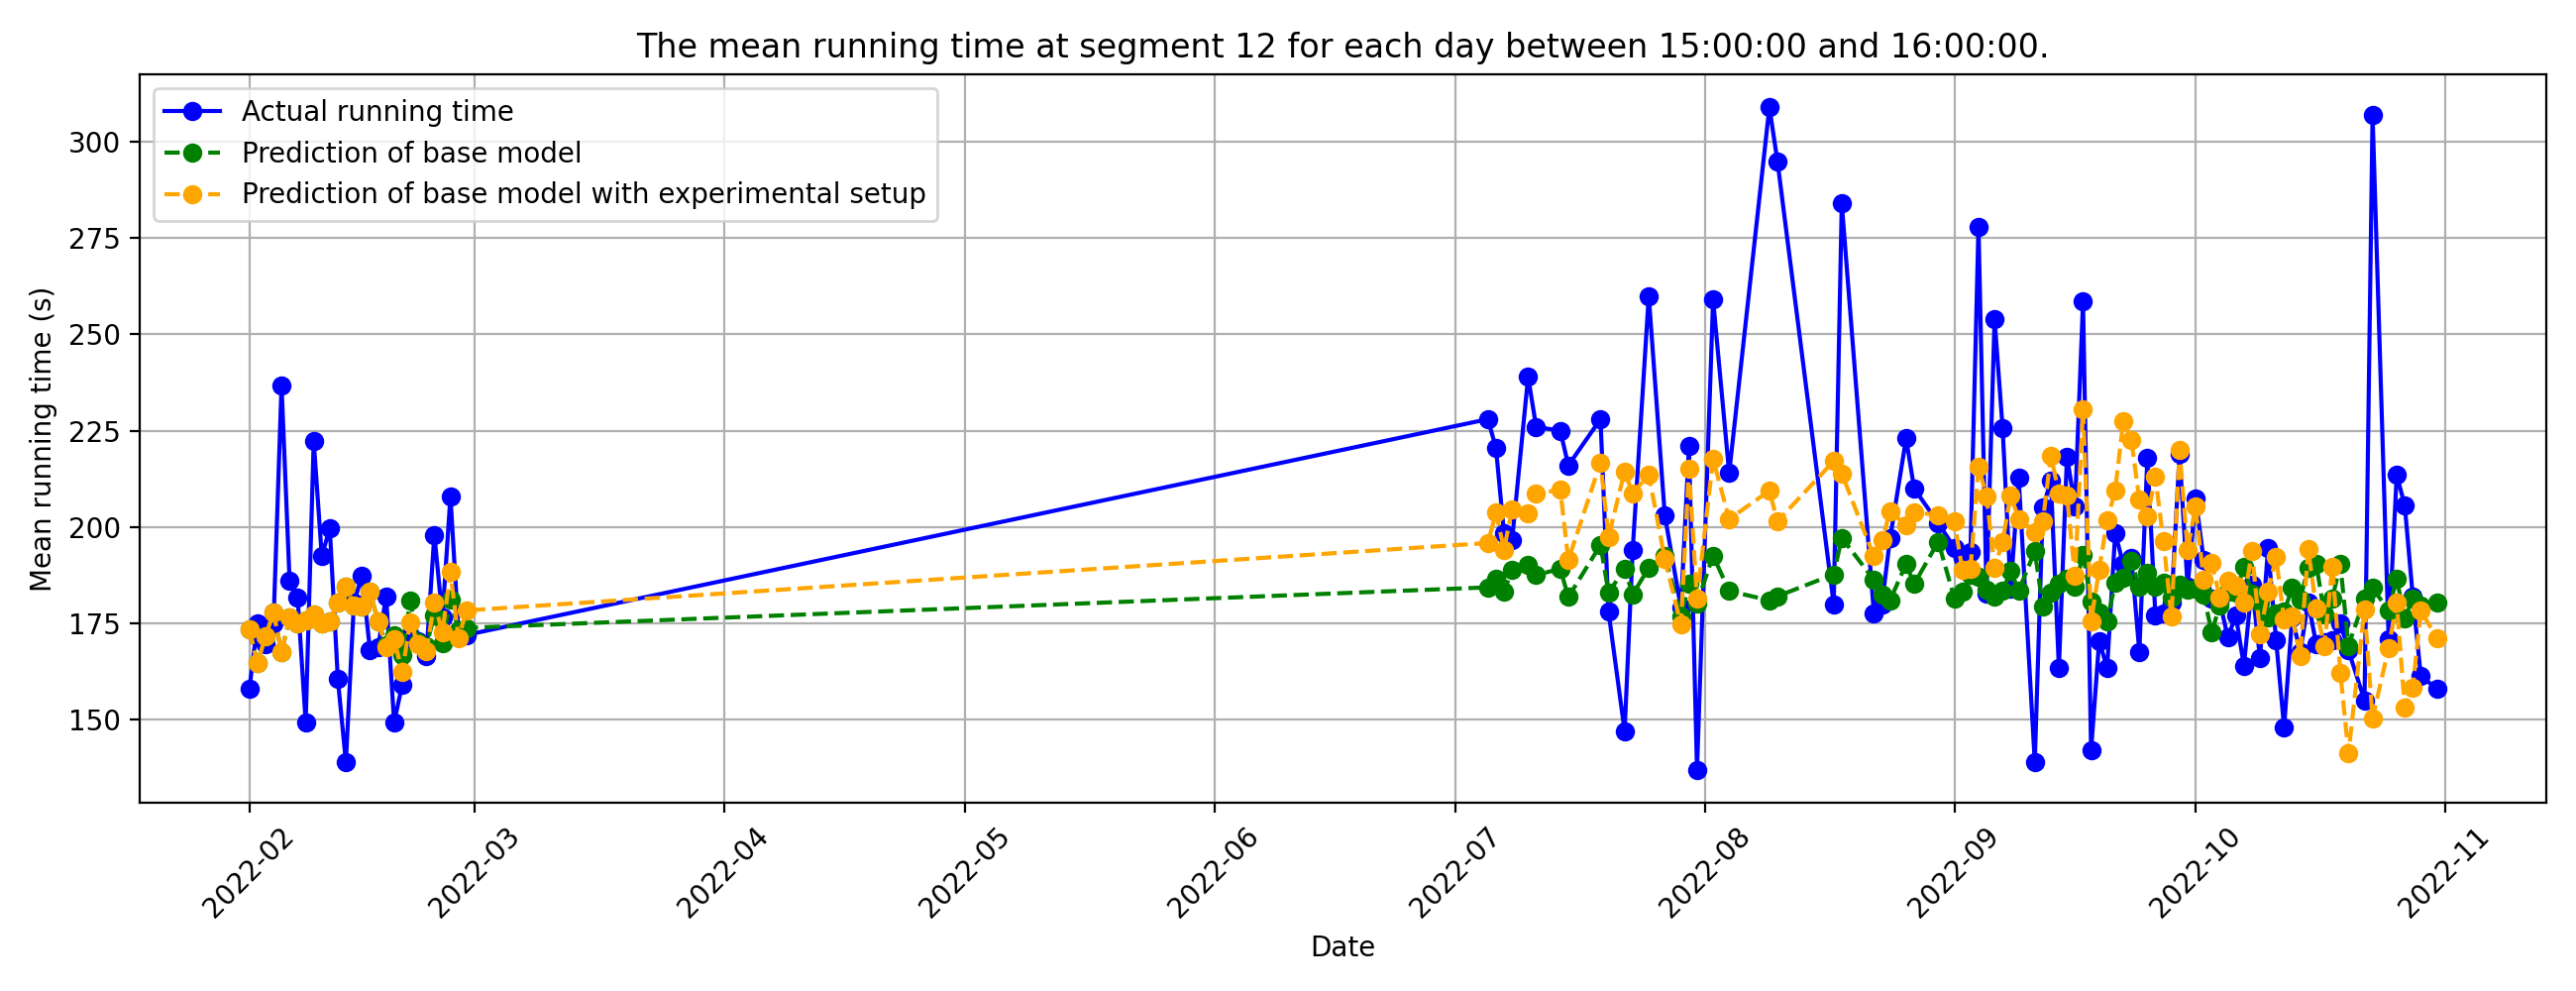 The mean running time at segment 12 for each day between 15:00:00 and 16:00:00.
Actual running time
Prediction of base model
Prediction of base model with experimental setup
Mean running time (s)
300
275
250
225
200
175
150
2022-02
2022-03
2022-04
2022-05
2022-06
2022-07
2022-08
2022-09
2022-10
2022-11
Date